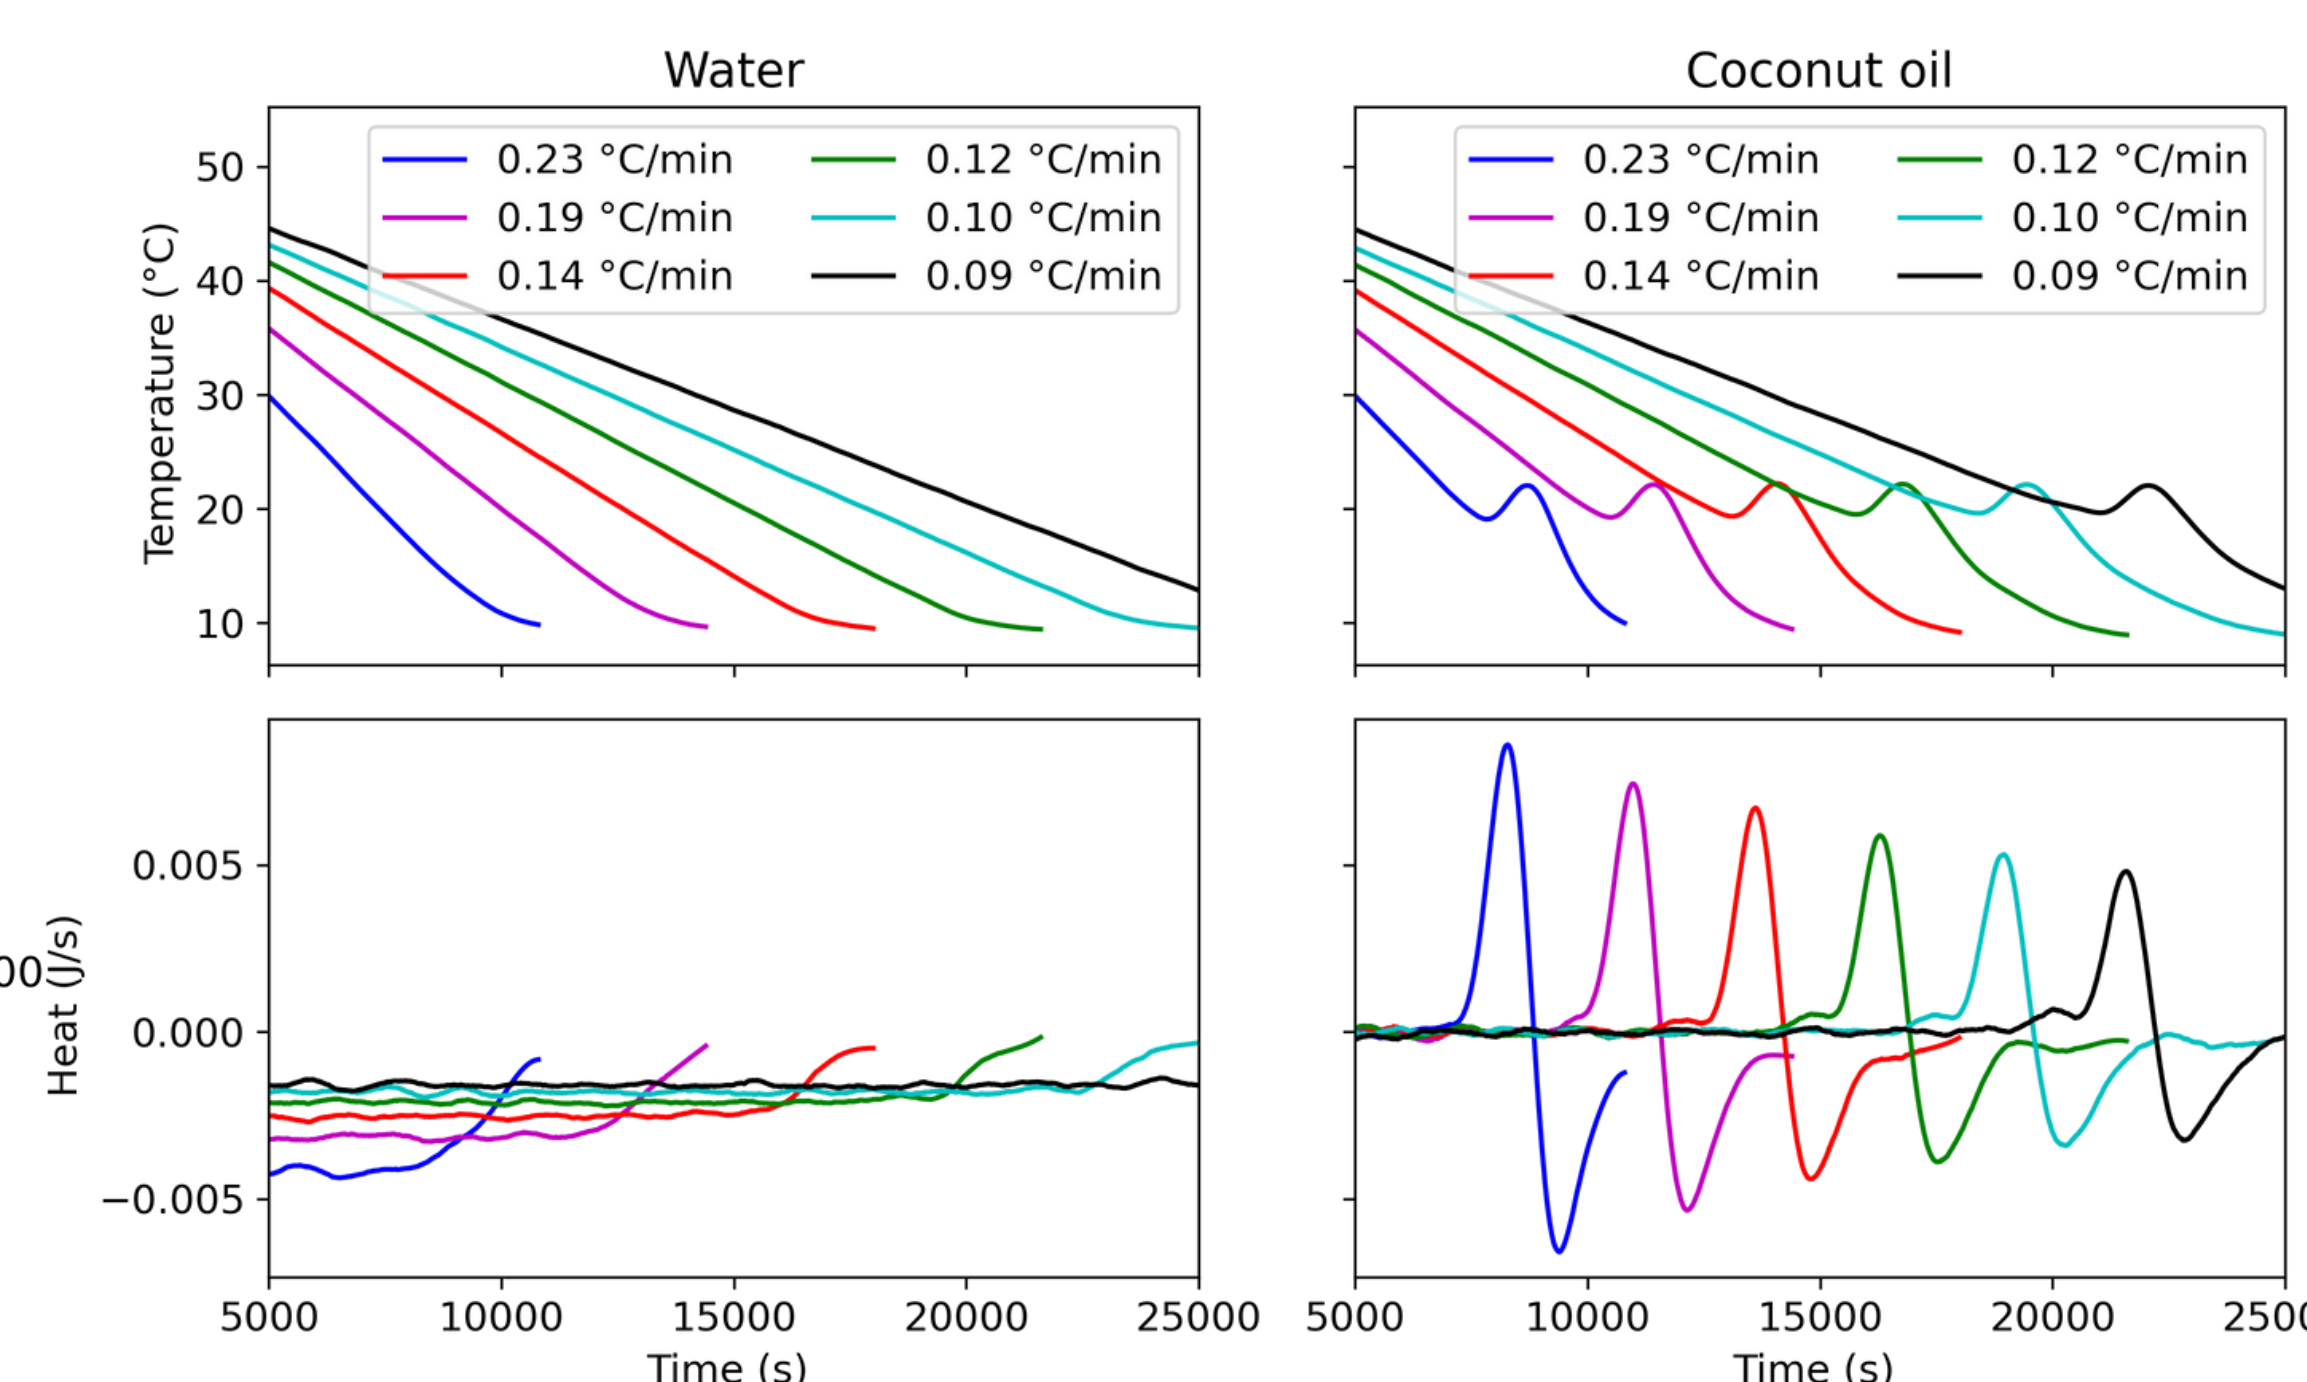 Water
Temperature (°C)
50
40
30
20
10
0.23 °C/min
0.19 °C/min
0.14 °C/min
0.12 °C/min
0.10 °C/min
0.09 °C/min
Coconut oil
0.23 °C/min
0.19 °C/min
0.14 °C/min
0.12 °C/min
0.10 °C/min
0.09 °C/min
00
Heat (J/s)
0.005
0.000
−0.005
5000 10000 15000 20000 25000
Time (s)
5000 10000 15000 20000
Time (s)